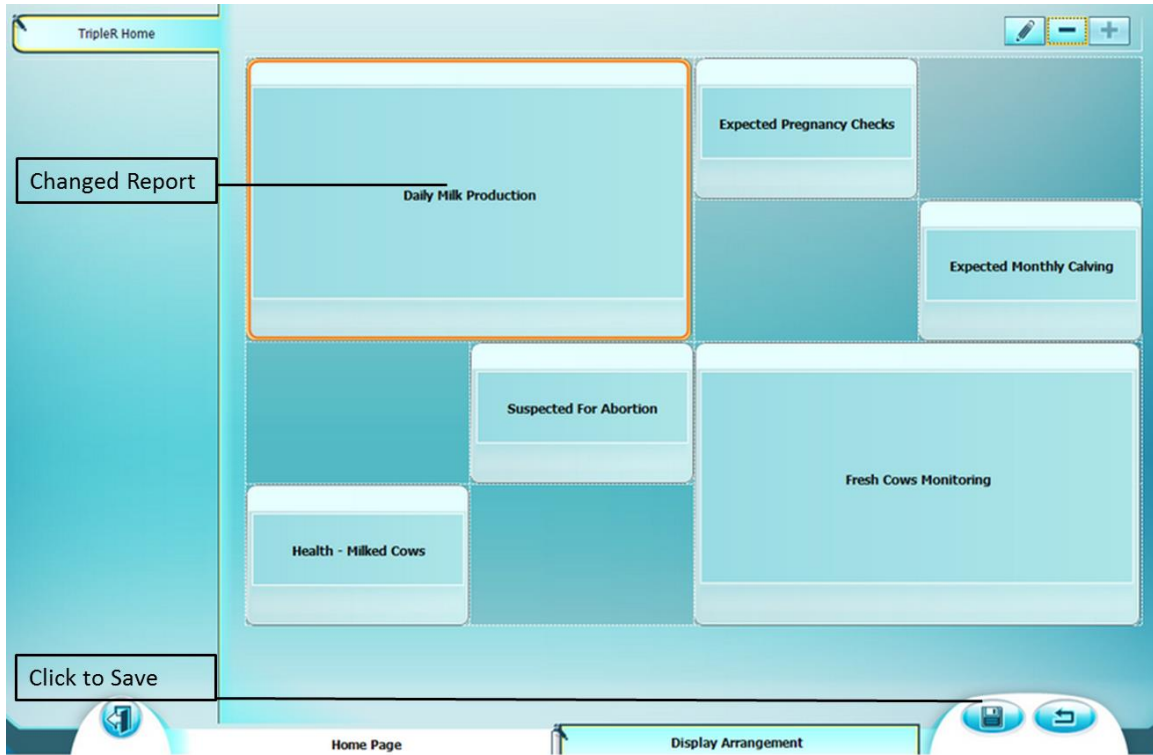 TripleR Home
Expected Pregnancy Checks
Changed Report
Daily Milk Production
Expected Monthly Calving
Suspected For Abortion
Fresh Cows Monitoring
Health - Milked Cows
Click to Save
Home Page
Display Arrangement